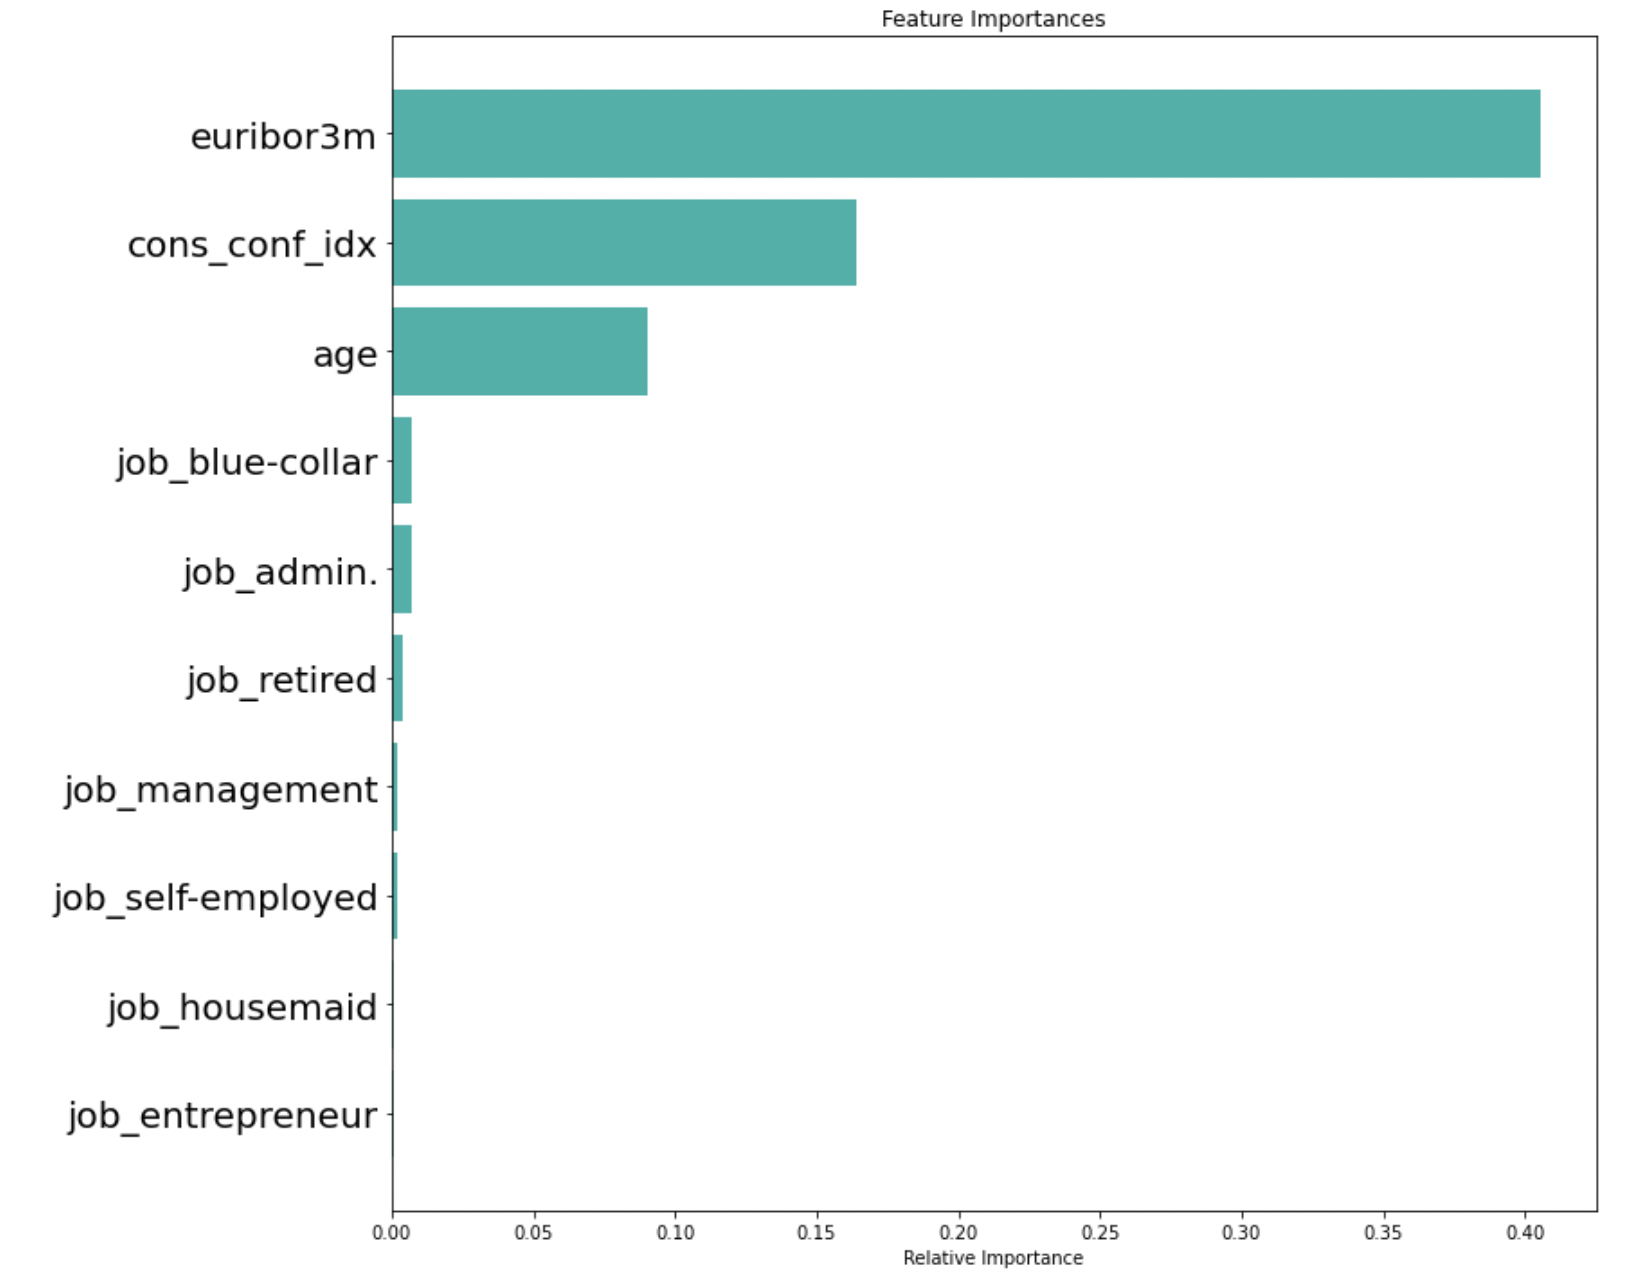 Feature Importances
euribor3m
cons_conf_idx
age
job_blue-collar
job_admin.
job_retired
job_management
job_self-employed
job_housemaid
job_entrepreneur
0.00 0.05 0.10 0.15 0.20 0.25 0.30 0.35 0.40
Relative Importance